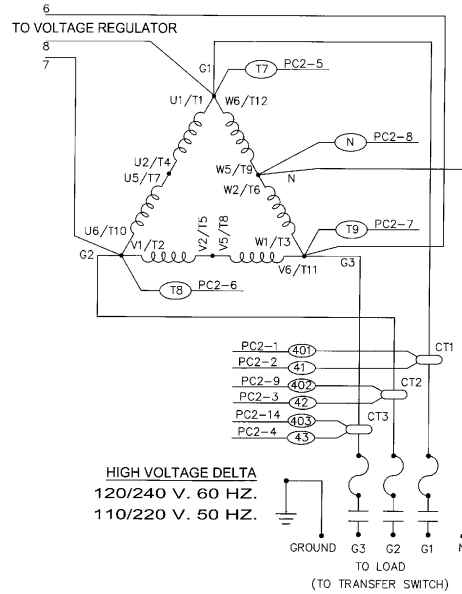 6
TO VOLTAGE REGULATOR
8
7
G1
T7 PC2-5
U1/T1 W6/T12
N PC2-8
U2/T4
U5/T7
W5/T9
W2/T6
N
U6/T10
V1/T2
V2/T5
V5/T8
W1/T3
V6/T11
T9 PC2-7
G2
G3
T8 PC2-6
PC2-1 401
CT1
PC2-2 41
PC2-9 402
CT2
PC2-3 42
PC2-14 403
CT3
PC2-4 43
HIGH VOLTAGE DELTA
120/240 V. 60 HZ.
110/220 V. 50 HZ.
GROUND G3 G2 G1 N
TO LOAD
(TO TRANSFER SWITCH)